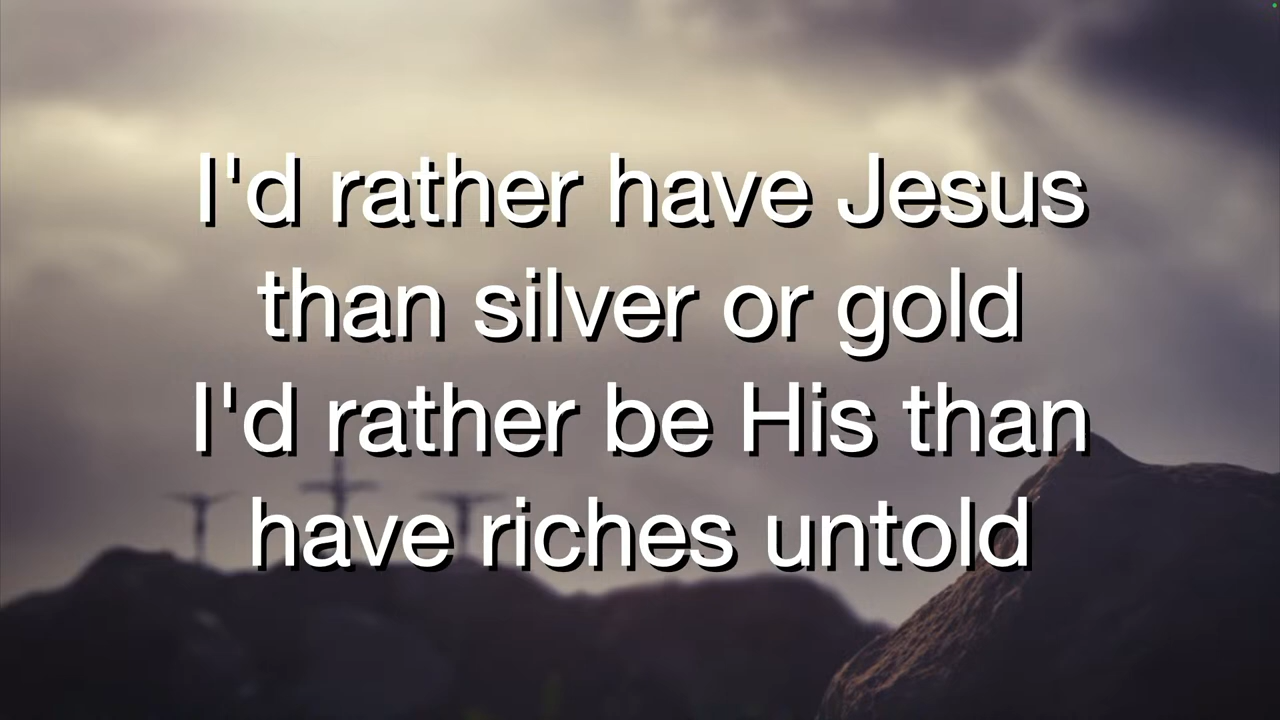 I'd rather have Jesus
than silver or gold
I'd rather be His than
have riches untold